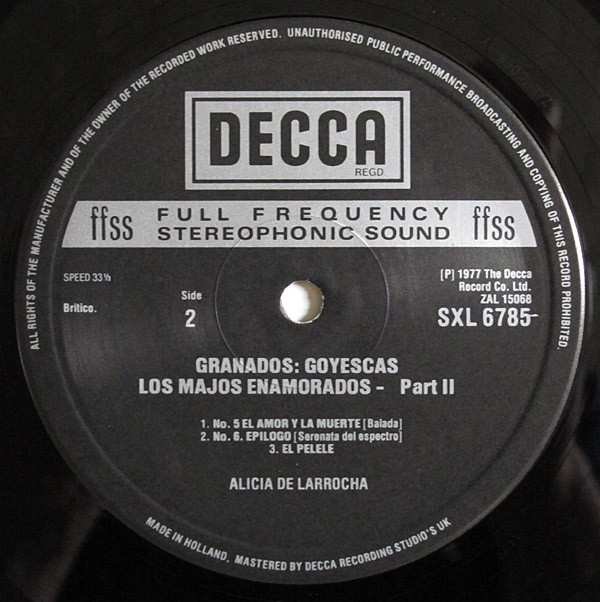 ALL RIGHTS OF THE MANUFACTURER AND OF THE OWNER OF THE RECORDED WORK RESERVED. UNAUTHORISED PUBLIC PERFORMANCE BROADCASTING AND COPYING OF THIS RECORD PROHIBITED.
DECCA
REGD.
ffss FULL FREQUENCY STEREOPHONIC SOUND ffss
SPEED 33⅓
Britico.
Side
2
[P] 1977 The Decca
Record Co. Ltd.
ZAL 15068
SXL 6785
GRANADOS: GOYESCAS
LOS MAJOS ENAMORADOS - Part II
1. No. 5 EL AMOR Y LA MUERTE [Balada]
2. No. 6. EPILOGO [Serenata del espectro]
3. EL PELELE
ALICIA DE LARROCHA
MADE IN HOLLAND. MASTERED BY DECCA RECORDING STUDIO'S UK